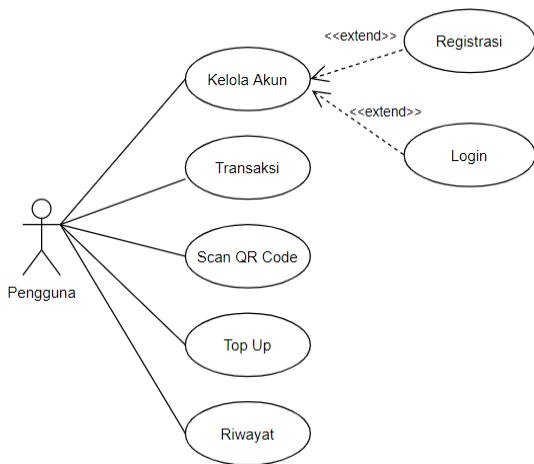 <<extend>>
Registrasi
Kelola Akun
<<extend>>
Login
Transaksi
Scan QR Code
Pengguna
Top Up
Riwayat